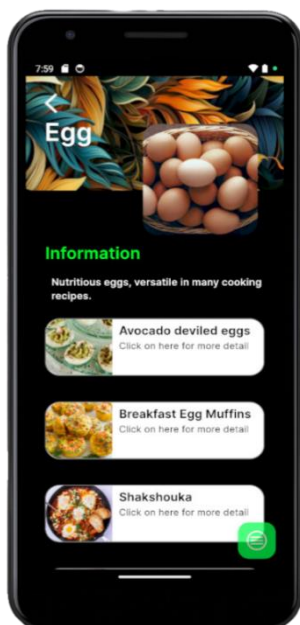 7:59
Egg
Information
Nutritious eggs, versatile in many cooking
recipes.
Avocado deviled eggs
Click on here for more detail
Breakfast Egg Muffins
Click on here for more detail
Shakshouka
Click on here for more detail